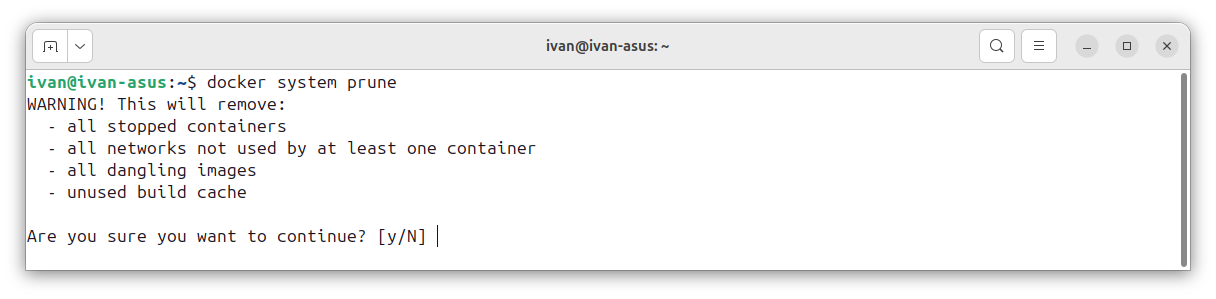 ivan@ivan-asus: ~
ivan@ivan-asus:~$ docker system prune
WARNING! This will remove:
  - all stopped containers
  - all networks not used by at least one container
  - all dangling images
  - unused build cache

Are you sure you want to continue? [y/N]